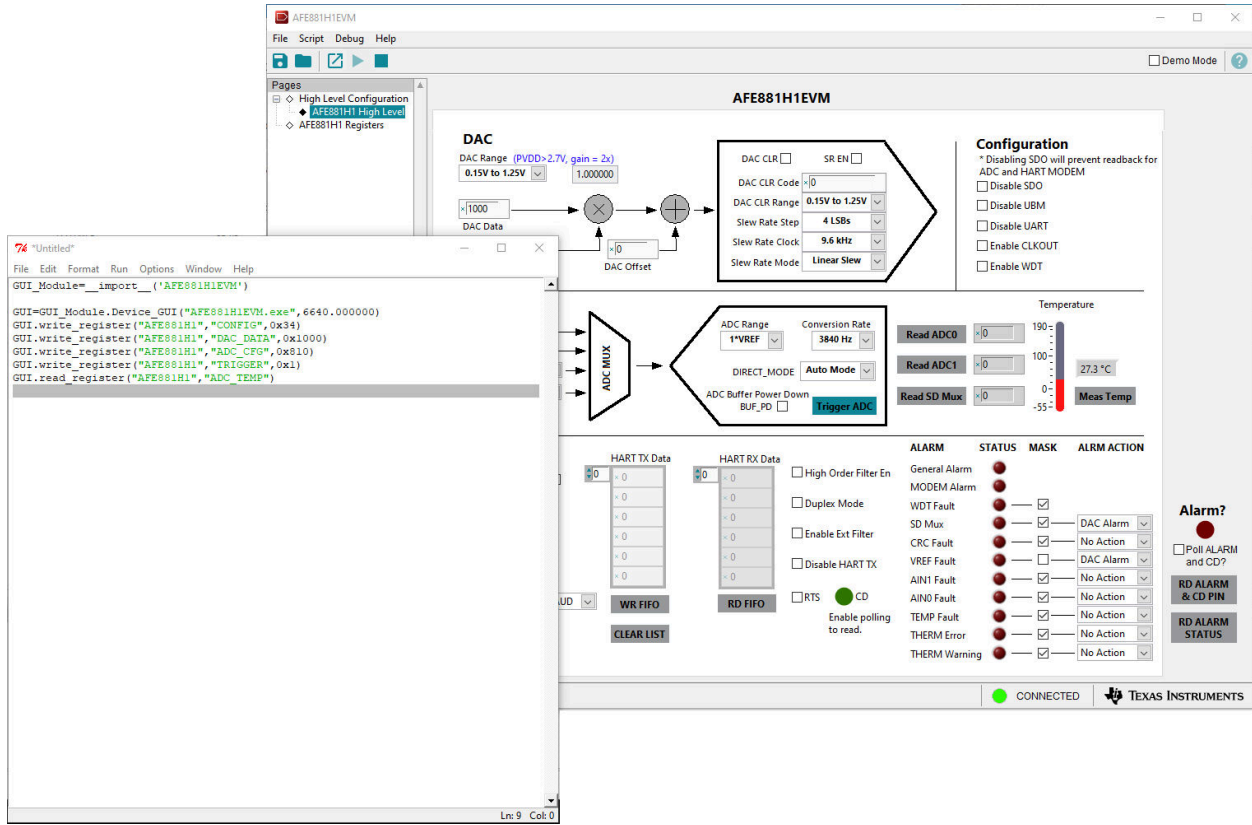 AFE881H1EVM
File Script Debug Help
Demo Mode ?
Pages
High Level Configuration
AFE881H1 High Level
AFE881H1 Registers
AFE881H1EVM
DAC
DAC Range (PVDD>2.7V, gain = 2x)
0.15V to 1.25V 1.000000
×1000
DAC Data
×0
DAC Offset
DAC CLR SR EN
DAC CLR Code ×0
DAC CLR Range 0.15V to 1.25V
Slew Rate Step 4 LSBs
Slew Rate Clock 9.6 kHz
Slew Rate Mode Linear Slew
Configuration
* Disabling SDO will prevent readback for
ADC and HART MODEM
Disable SDO
Disable UBM
Disable UART
Enable CLKOUT
Enable WDT
*Untitled*
File Edit Format Run Options Window Help
GUI_Module=__import__('AFE881H1EVM')
GUI=GUI_Module.Device_GUI("AFE881H1EVM.exe",6640.000000)
GUI.write_register("AFE881H1","CONFIG",0x34)
GUI.write_register("AFE881H1","DAC_DATA",0x1000)
GUI.write_register("AFE881H1","ADC_CFG",0x810)
GUI.write_register("AFE881H1","TRIGGER",0x1)
GUI.read_register("AFE881H1","ADC_TEMP")
Ln: 9 Col: 0
ADC MUX
ADC Range Conversion Rate
1*VREF 3840 Hz
DIRECT_MODE Auto Mode
ADC Buffer Power Down
BUF_PD Trigger ADC
Read ADC0 ×0
Read ADC1 ×0
Read SD Mux ×0
Temperature
190
100
0
-55
27.3 °C
Meas Temp
HART TX Data
0 × 0
× 0
× 0
× 0
× 0
× 0
UD WR FIFO
CLEAR LIST
HART RX Data
0 × 0
× 0
× 0
× 0
× 0
× 0
RD FIFO
High Order Filter En
Duplex Mode
Enable Ext Filter
Disable HART TX
RTS CD
Enable polling
to read.
ALARM STATUS MASK ALRM ACTION
General Alarm
MODEM Alarm
WDT Fault
SD Mux DAC Alarm
CRC Fault No Action
VREF Fault DAC Alarm
AIN1 Fault No Action
AIN0 Fault No Action
TEMP Fault No Action
THERM Error No Action
THERM Warning No Action
Alarm?
Poll ALARM
and CD?
RD ALARM
& CD PIN
RD ALARM
STATUS
CONNECTED TEXAS INSTRUMENTS